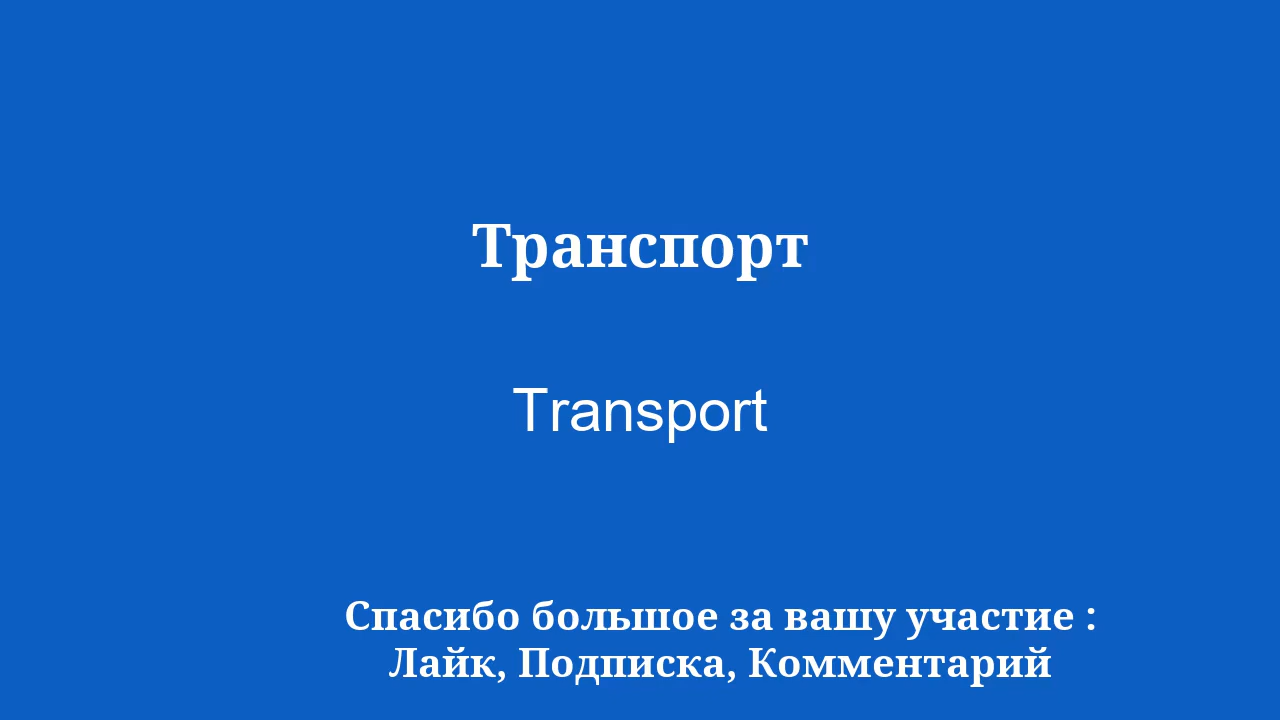 Транспорт
Transport
Спасибо большое за вашу участие :
Лайк, Подписка, Комментарий